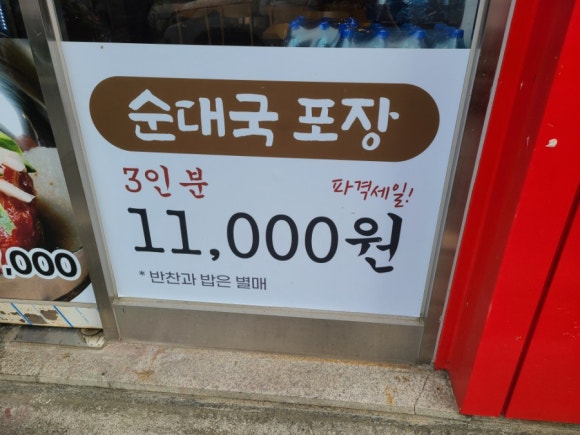 순대국 포장
3인분 파격세일!
11,000원
* 반찬과 밥은 별매
,000